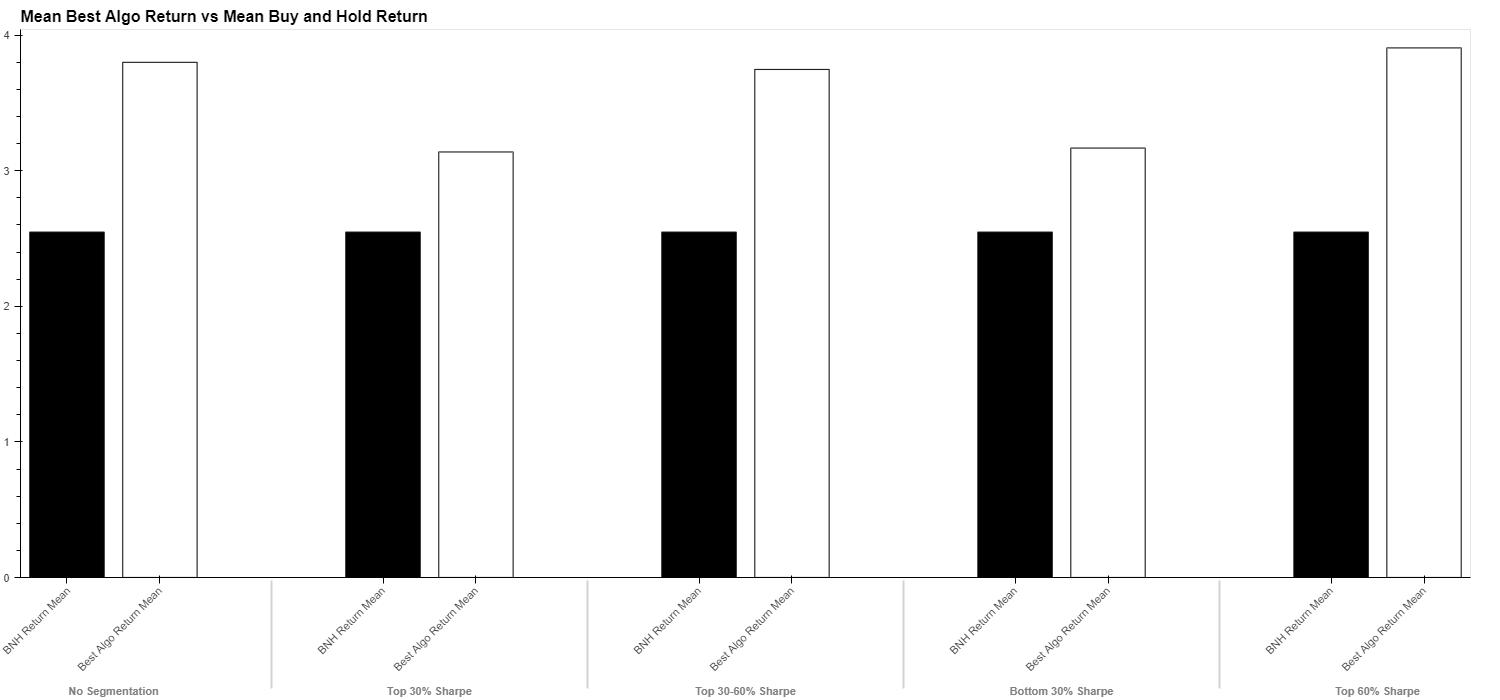 Mean Best Algo Return vs Mean Buy and Hold Return
4
3
2
1
0
BNH Return Mean
Best Algo Return Mean
BNH Return Mean
Best Algo Return Mean
BNH Return Mean
Best Algo Return Mean
BNH Return Mean
Best Algo Return Mean
BNH Return Mean
Best Algo Return Mean
No Segmentation
Top 30% Sharpe
Top 30-60% Sharpe
Bottom 30% Sharpe
Top 60% Sharpe